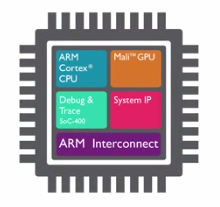 ARM
Cortex®
CPU
Mali™ GPU
Debug &
Trace
SoC-400
System IP
ARM Interconnect